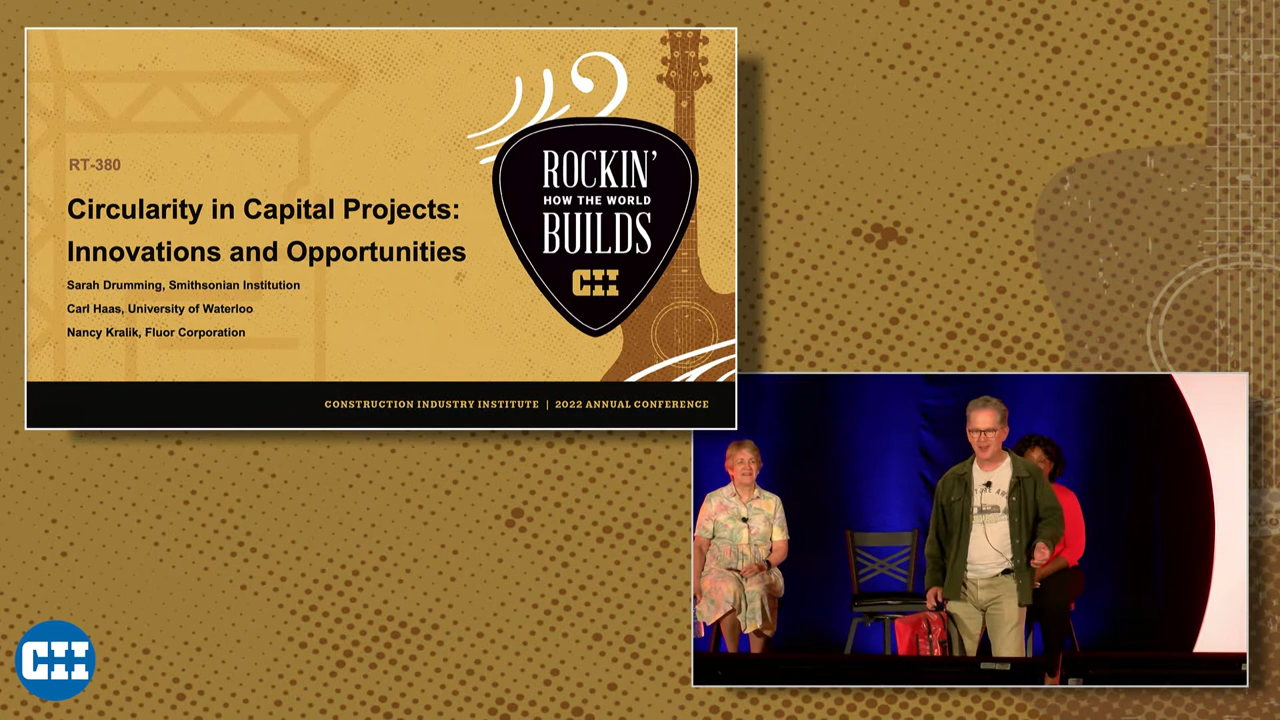 RT-380
Circularity in Capital Projects:
Innovations and Opportunities
Sarah Drumming, Smithsonian Institution
Carl Haas, University of Waterloo
Nancy Kralik, Fluor Corporation
ROCKIN'
HOW THE WORLD
BUILDS
CII
CONSTRUCTION INDUSTRY INSTITUTE | 2022 ANNUAL CONFERENCE
CII